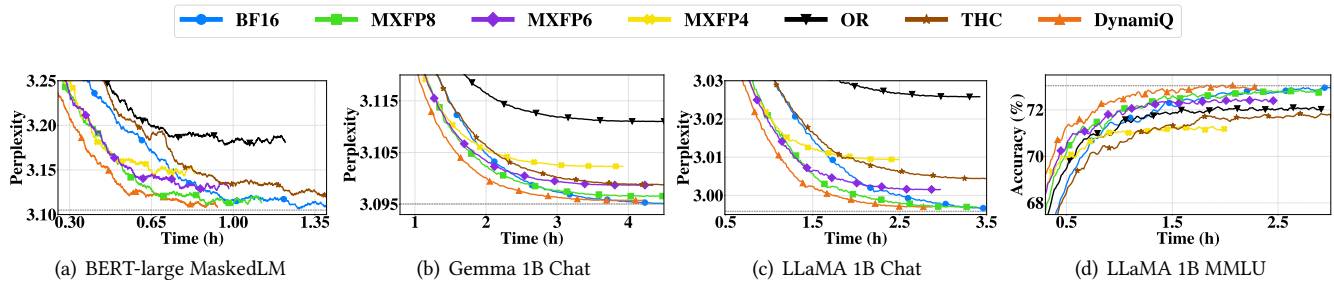 BF16 MXFP8 MXFP6 MXFP4 OR THC DynamiQ
Perplexity
3.25
3.20
3.15
3.10
0.30 0.65 1.00 1.35
Time (h)
(a) BERT-large MaskedLM
Perplexity
3.115
3.105
3.095
1 2 3 4
Time (h)
(b) Gemma 1B Chat
Perplexity
3.03
3.02
3.01
3.00
0.5 1.5 2.5 3.5
Time (h)
(c) LLaMA 1B Chat
Accuracy (%)
72
70
68
0.5 1.5 2.5
Time (h)
(d) LLaMA 1B MMLU